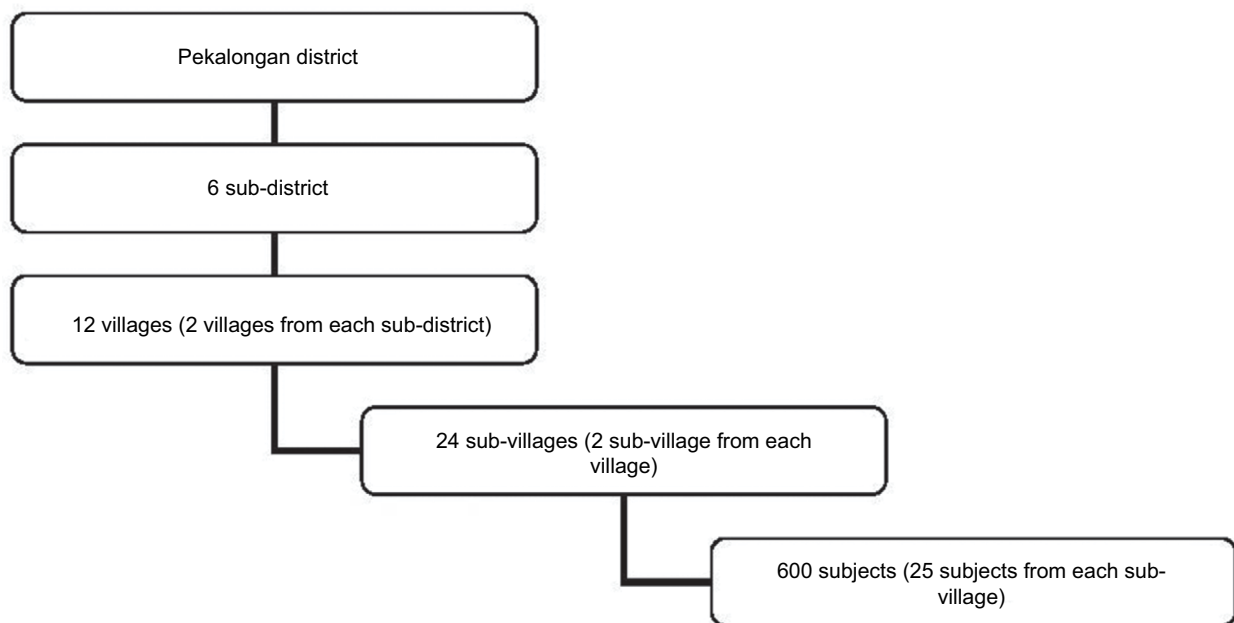 Pekalongan district
6 sub-district
12 villages (2 villages from each sub-district)
24 sub-villages (2 sub-village from each
village)
600 subjects (25 subjects from each sub-
village)